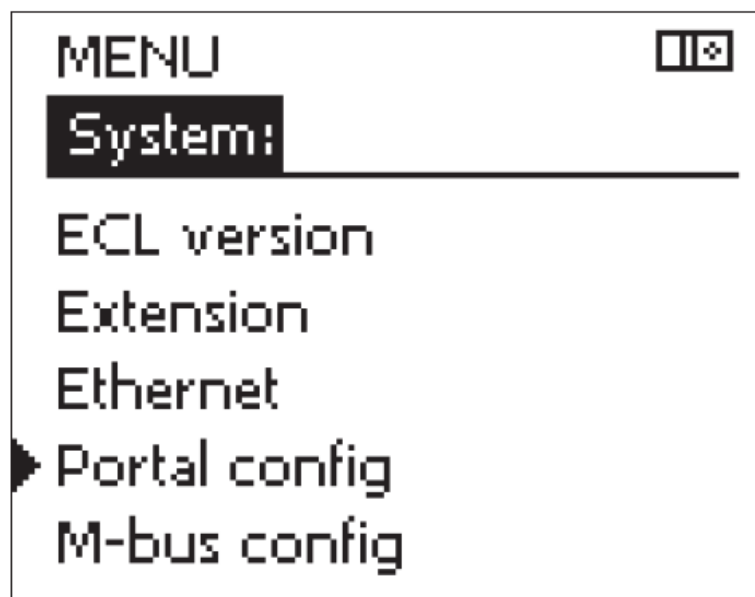 MENU
System:
ECL version
Extension
Ethernet
Portal config
M-bus config